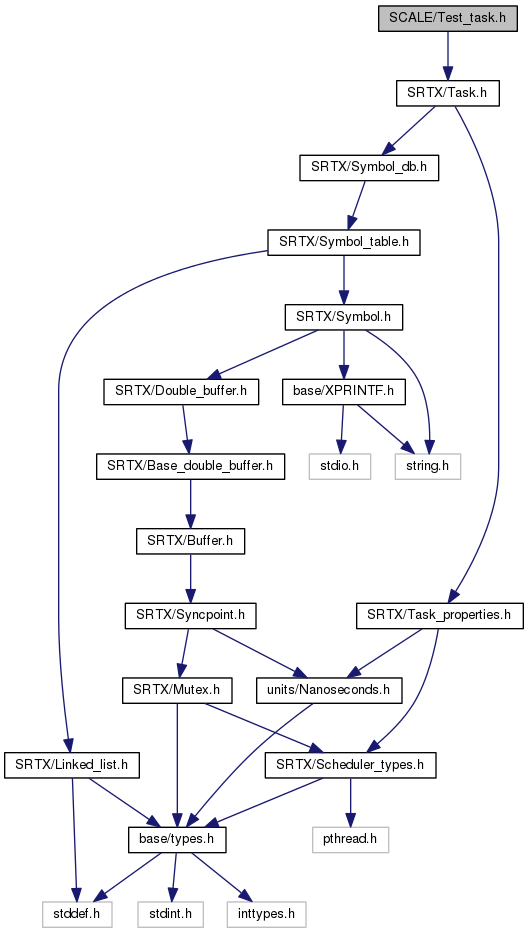 SCALE/Test_task.h
SRTX/Task.h
SRTX/Symbol_db.h
SRTX/Symbol_table.h
SRTX/Symbol.h
SRTX/Double_buffer.h
base/XPRINTF.h
SRTX/Base_double_buffer.h
stdio.h
string.h
SRTX/Buffer.h
SRTX/Syncpoint.h
SRTX/Task_properties.h
SRTX/Mutex.h
units/Nanoseconds.h
SRTX/Linked_list.h
SRTX/Scheduler_types.h
base/types.h
pthread.h
stddef.h
stdint.h
inttypes.h